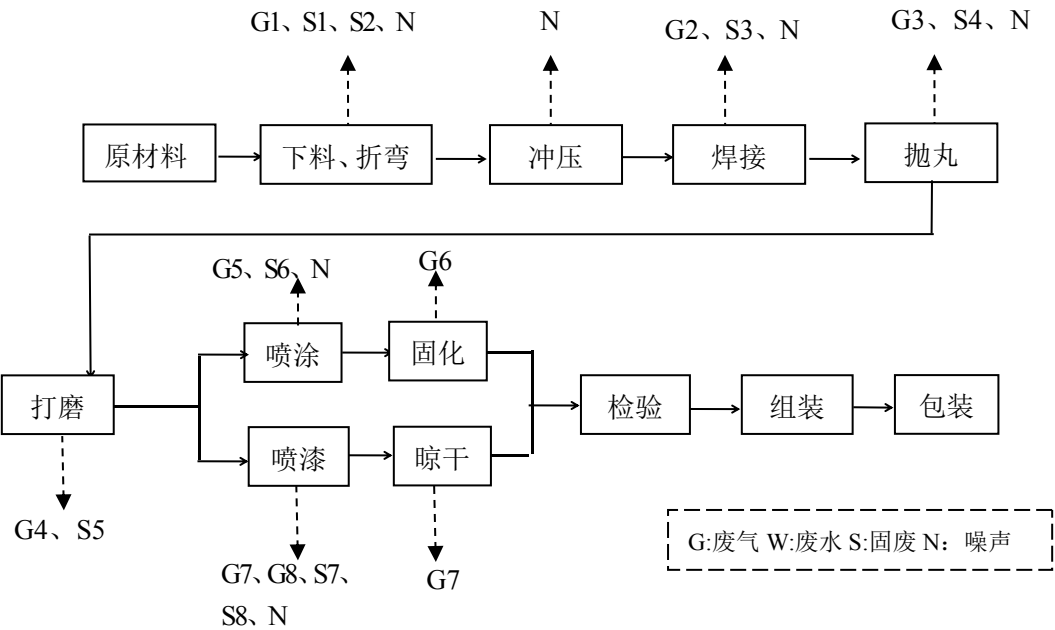 G1、S1、S2、N
N
G2、S3、N
G3、S4、N
原材料
下料、折弯
冲压
焊接
抛丸
G5、S6、N
G6
喷涂
固化
打磨
检验
组装
包装
喷漆
晾干
G4、S5
G7、G8、S7、
S8、N
G7
G:废气 W:废水 S:固废 N：噪声